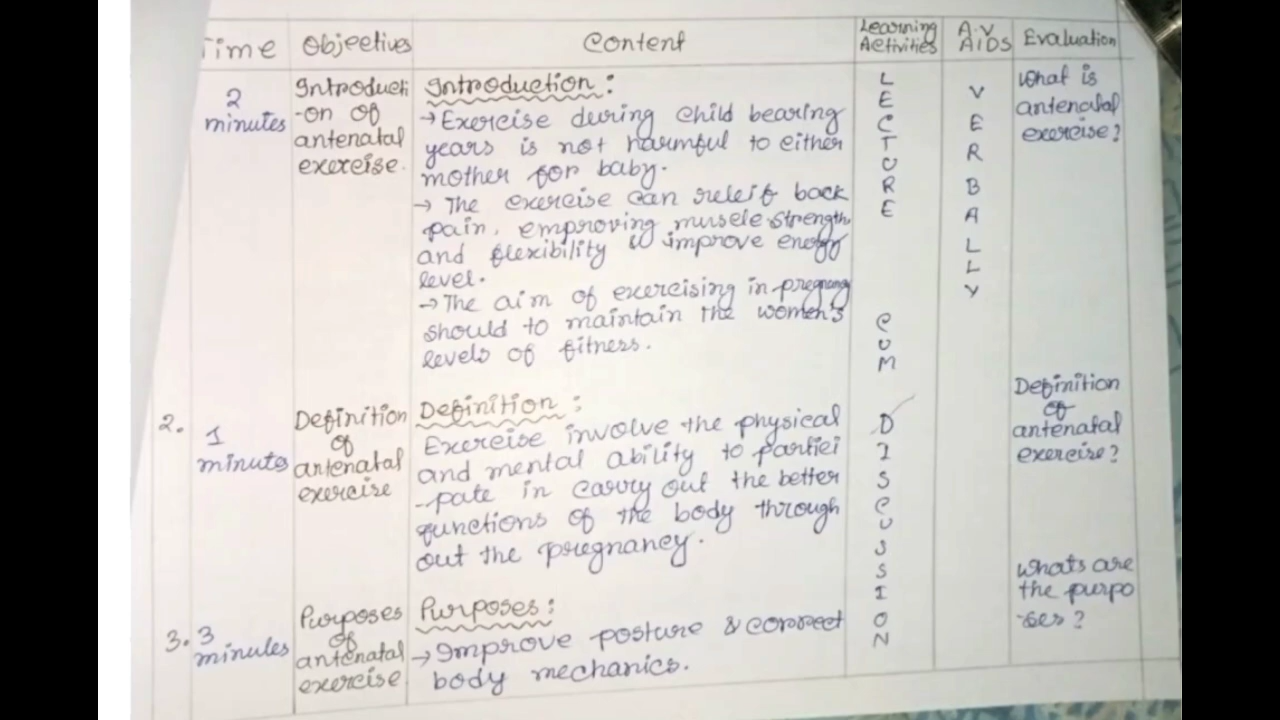 Time Objectives Content Learning Activities A.V AIDS Evaluation
2 minutes
Introducti
-on of
antenatal
exercise.
Introduction :
→ Exercise during child bearing
years is not harmful to either
mother for baby.
→ The exercise can releif back
pain, emproving muscle strength
and flexibility & improve energy
level.
→ The aim of exercising in pregnancy
should to maintain the women's
levels of fitness.
LECTURE CUM DISCUSSION
VERBALLY
what is
antenatal
exercise?
2.
1
minute
Definition
of
antenatal
exercise
Definition :
Exercise involve the physical
and mental ability to partici
-pate in carry out the better
functions of the body through
out the pregnancy.
Definition
of
antenatal
exercise?
3. 3
minutes
Purposes
of
antenatal
exercise
Purposes :
→ Improve posture & correct
body mechanics.
whats are
the purpo
-ses?